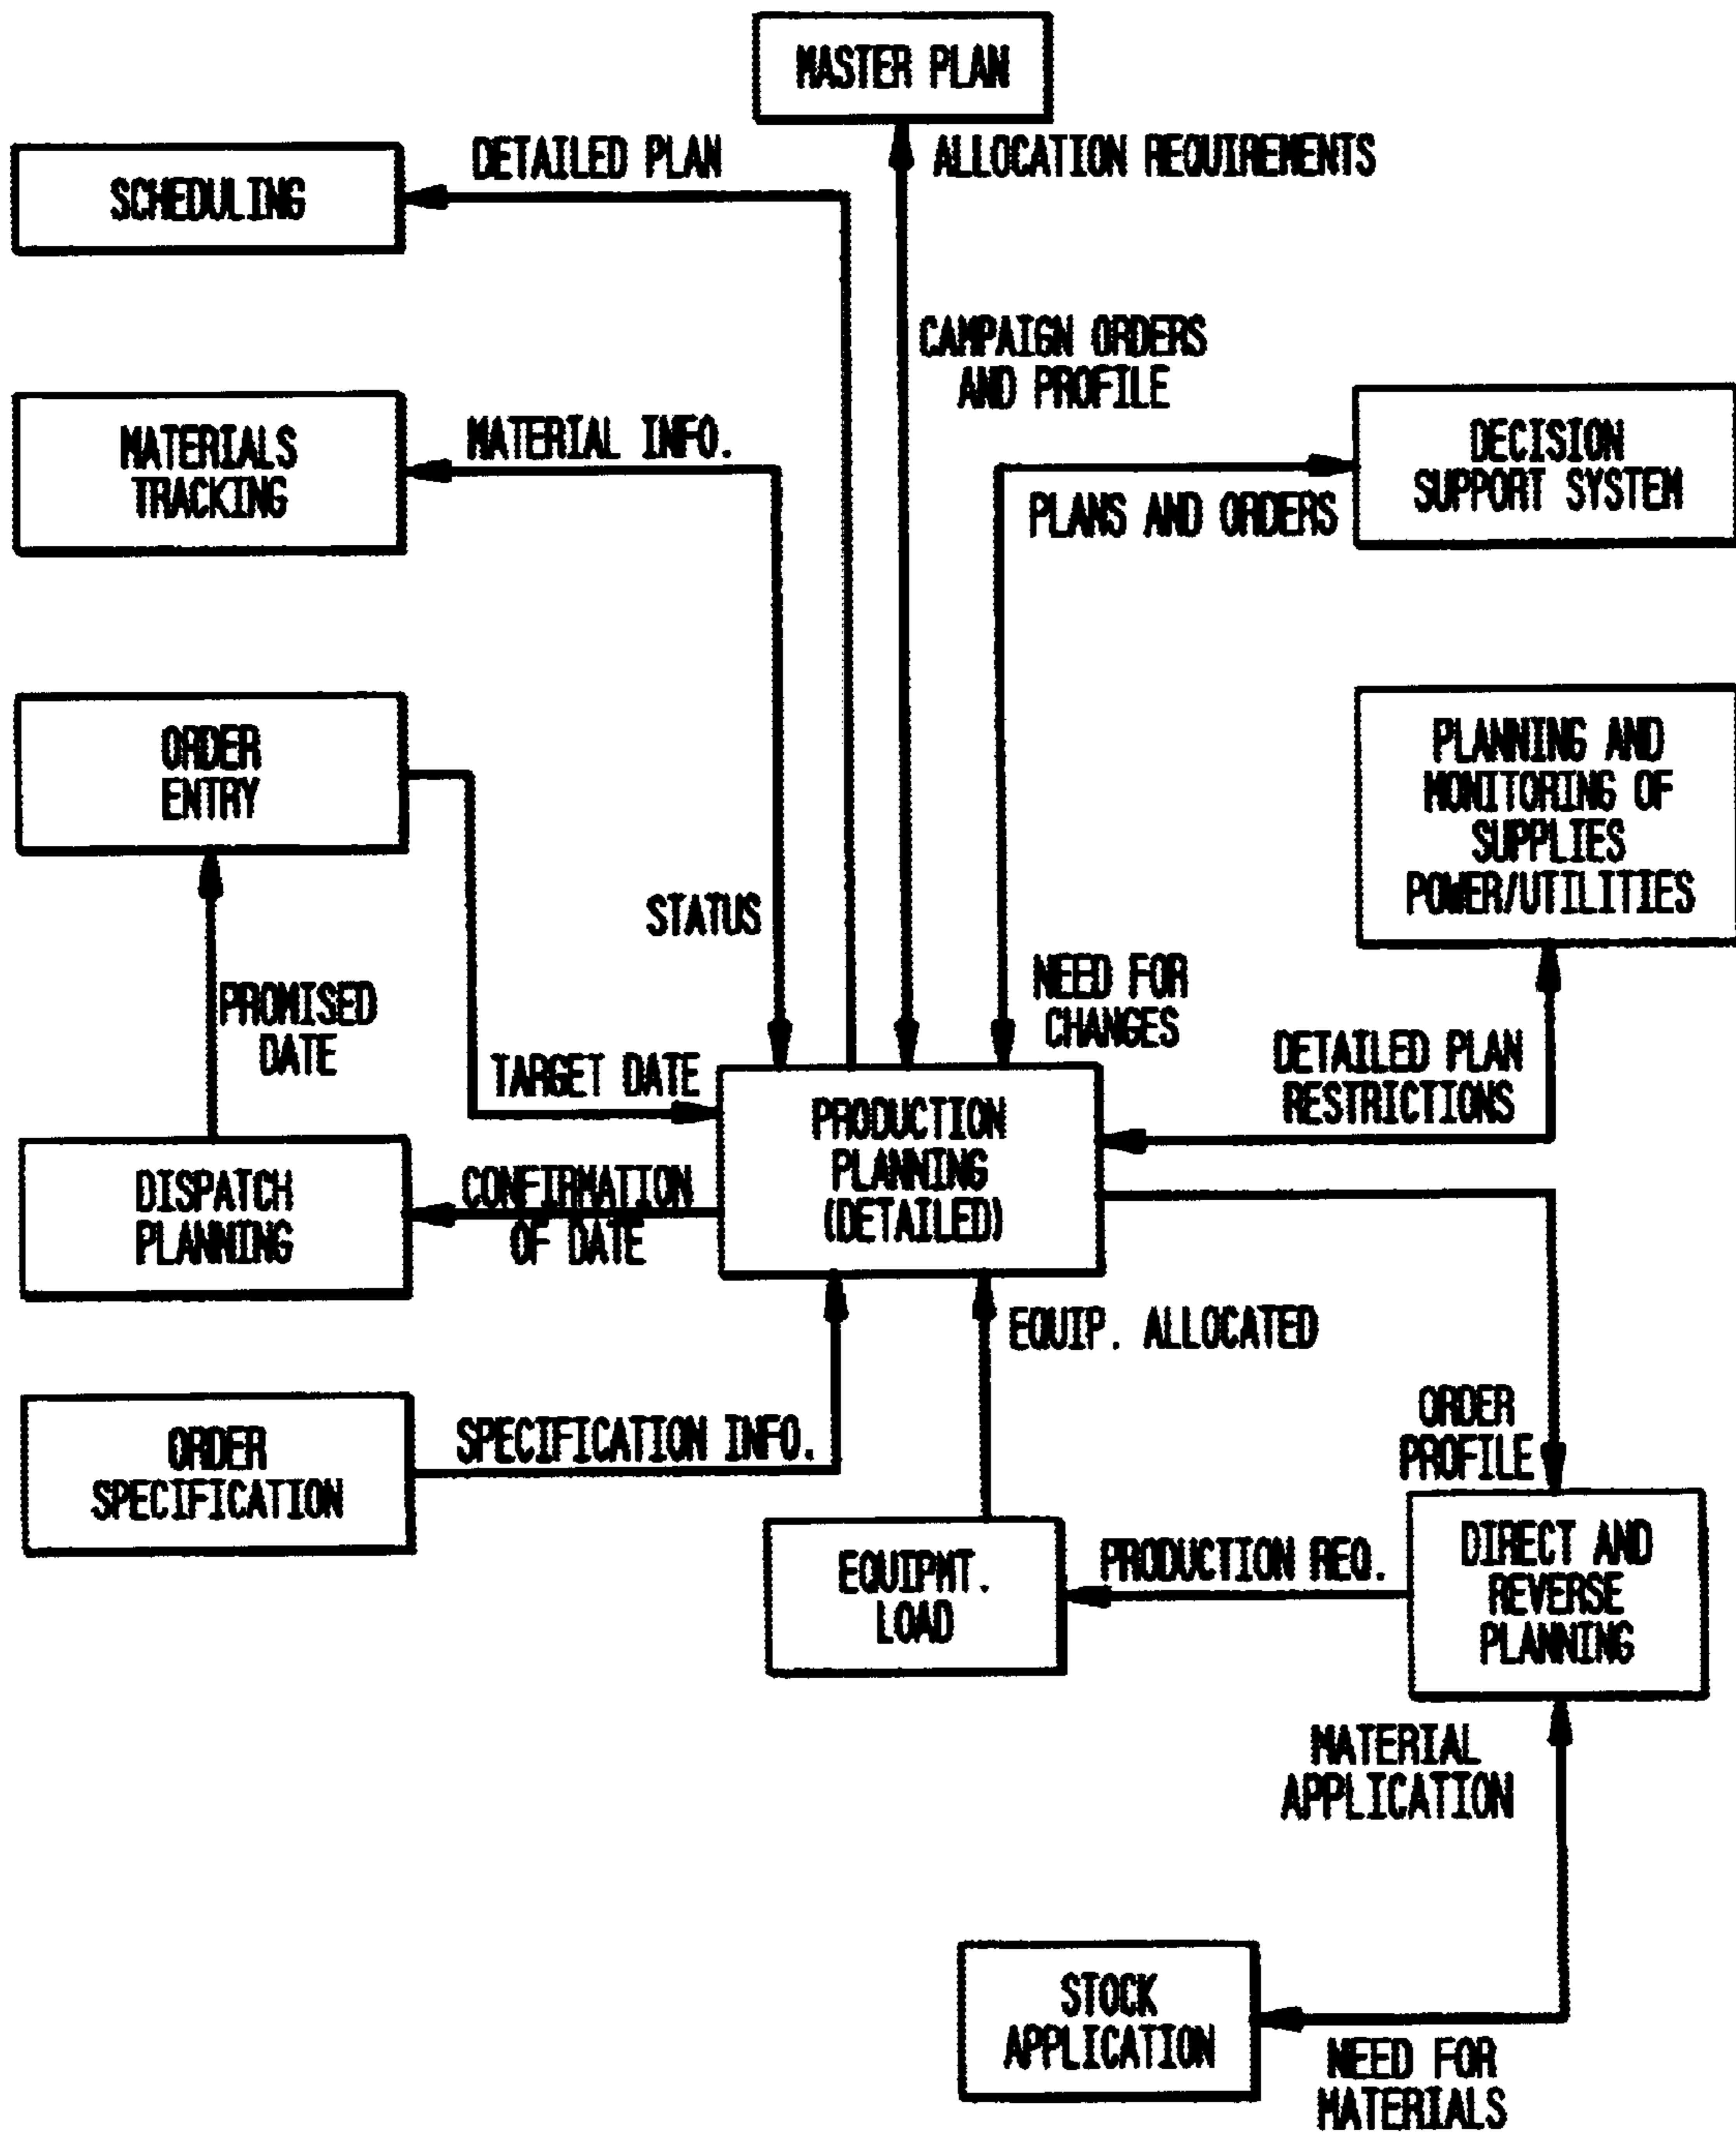 MASTER PLAN
DETAILED PLAN
ALLOCATION REQUIREMENTS
SCHEDULING
CAMPAIGN ORDERS
AND PROFILE
MATERIALS
TRACKING
MATERIAL INFO.
DECISION
SUPPORT SYSTEM
PLANS AND ORDERS
ORDER
ENTRY
PLANNING AND
MONITORING OF
SUPPLIES
POWER/UTILITIES
STATUS
NEED FOR
CHANGES
PROMISED
DATE
TARGET DATE
DETAILED PLAN
RESTRICTIONS
PRODUCTION
PLANNING
(DETAILED)
DISPATCH
PLANNING
CONFIRMATION
OF DATE
EQUIP. ALLOCATED
ORDER
SPECIFICATION
SPECIFICATION INFO.
ORDER
PROFILE
EQUIPMT.
LOAD
PRODUCTION REQ.
DIRECT AND
REVERSE
PLANNING
MATERIAL
APPLICATION
STOCK
APPLICATION
NEED FOR
MATERIALS